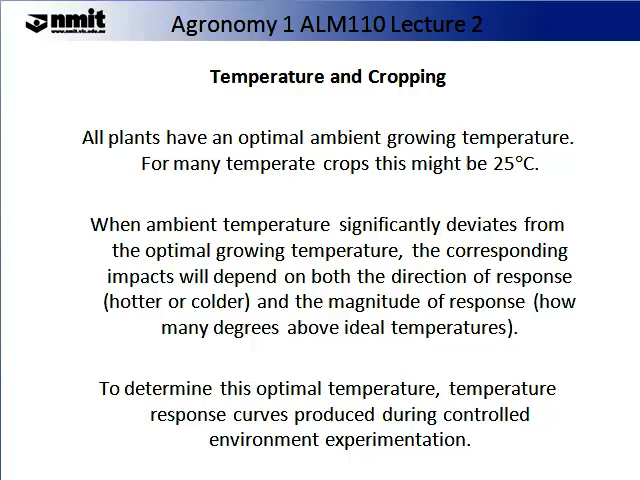 nmit
www.nmit.vic.edu.au
Agronomy 1 ALM110 Lecture 2
Temperature and Cropping
All plants have an optimal ambient growing temperature.
For many temperate crops this might be 25°C.
When ambient temperature significantly deviates from
the optimal growing temperature, the corresponding
impacts will depend on both the direction of response
(hotter or colder) and the magnitude of response (how
many degrees above ideal temperatures).
To determine this optimal temperature, temperature
response curves produced during controlled
environment experimentation.